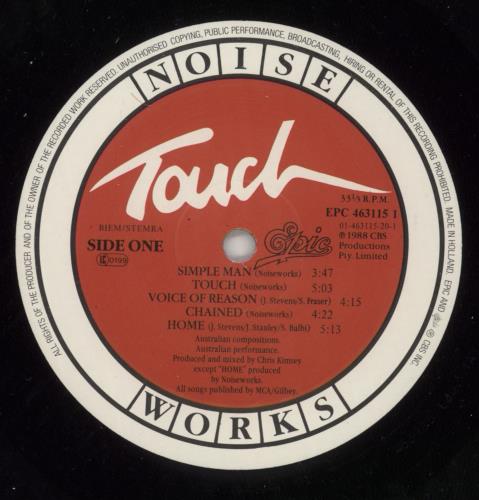 ALL RIGHTS OF THE PRODUCER AND OF THE OWNER OF THE RECORDED WORK RESERVED. UNAUTHORISED COPYING, PUBLIC PERFORMANCE, BROADCASTING, HIRING OR RENTAL OF THIS RECORDING PROHIBITED. MADE IN HOLLAND. EPIC AND ® ℗ CBS INC.
NOISE
Touch
33⅓ R.P.M.
BIEM/STEMRA
EPC 463115 1
SIDE ONE
01-463115-20-1
℗ 1988 CBS
Productions
Pty. Limited
Epic
SIMPLE MAN (Noiseworks) 3:47
TOUCH (Noiseworks) 5:03
VOICE OF REASON (J. Stevens/S. Fraser) 4:15
CHAINED (Noiseworks) 4:22
HOME (J. Stevens/J. Stanley/S. Balbi) 5:13
Australian compositions.
Australian performance.
Produced and mixed by Chris Kimsey
except "HOME" produced
by Noiseworks.
All songs published by MCA/Gilbey.
WORKS